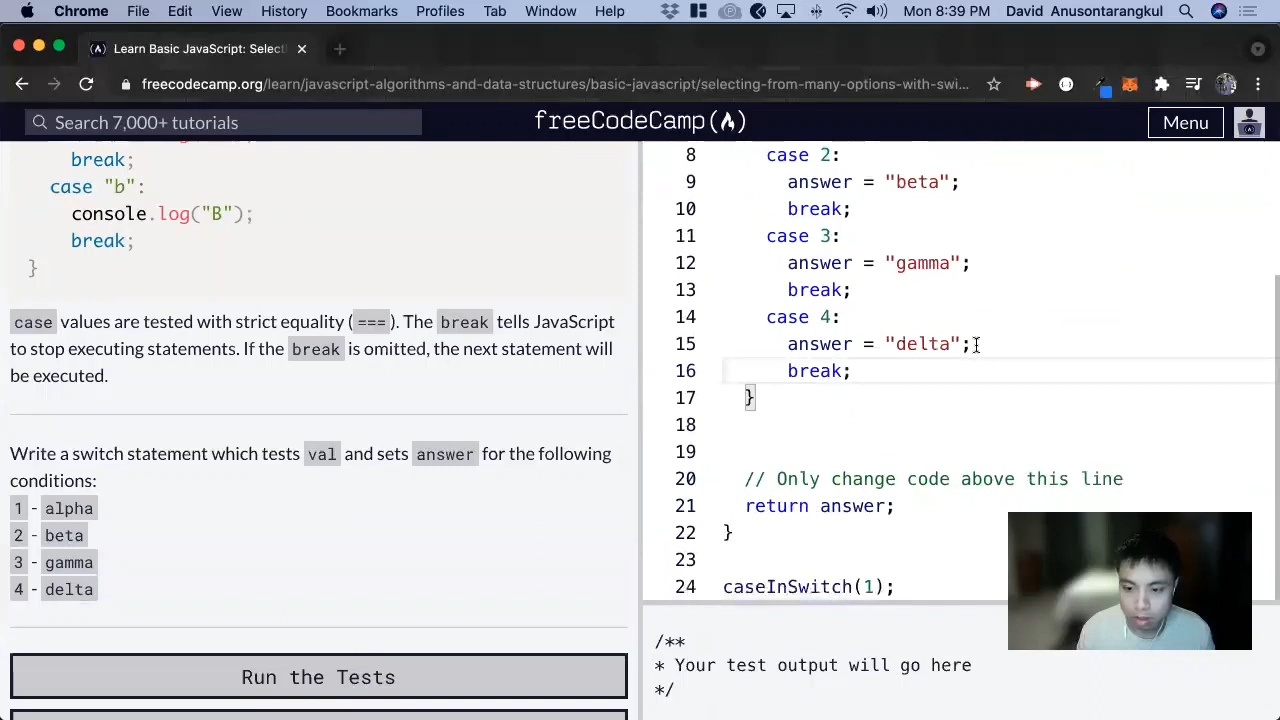 Chrome File Edit View History Bookmarks Profiles Tab Window Help Mon 8:39 PM David Anusontarangkul
Learn Basic JavaScript: Selecti
freecodecamp.org/learn/javascript-algorithms-and-data-structures/basic-javascript/selecting-from-many-options-with-swi...
Search 7,000+ tutorials
freeCodeCamp
Menu
break;
case "b":
console.log("B");
break;
}
case values are tested with strict equality (===). The break tells JavaScript
to stop executing statements. If the break is omitted, the next statement will
be executed.
Write a switch statement which tests val and sets answer for the following
conditions:
1 - alpha
2 - beta
3 - gamma
4 - delta
Run the Tests
8 case 2:
9 answer = "beta";
10 break;
11 case 3:
12 answer = "gamma";
13 break;
14 case 4:
15 answer = "delta";
16 break;
17 }
18
19
20 // Only change code above this line
21 return answer;
22 }
23
24 caseInSwitch(1);
/**
* Your test output will go here
*/